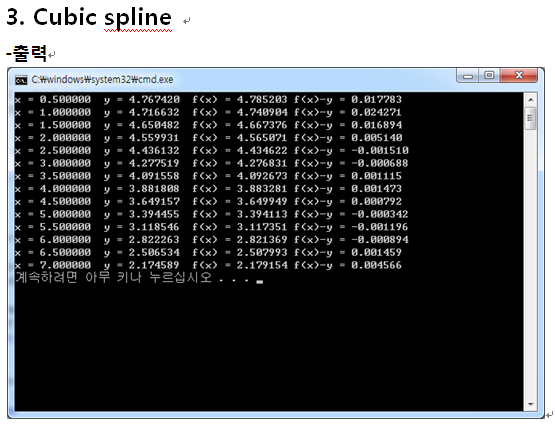 3. Cubic spline
-출력
C:₩windows₩system32₩cmd.exe
x = 0.500000 y = 4.767420 f(x) = 4.785203 f(x)-y = 0.017783
x = 1.000000 y = 4.716632 f(x) = 4.740904 f(x)-y = 0.024271
x = 1.500000 y = 4.650482 f(x) = 4.667376 f(x)-y = 0.016894
x = 2.000000 y = 4.559931 f(x) = 4.565071 f(x)-y = 0.005140
x = 2.500000 y = 4.436132 f(x) = 4.434622 f(x)-y = -0.001510
x = 3.000000 y = 4.277519 f(x) = 4.276831 f(x)-y = -0.000688
x = 3.500000 y = 4.091558 f(x) = 4.092673 f(x)-y = 0.001115
x = 4.000000 y = 3.881808 f(x) = 3.883281 f(x)-y = 0.001473
x = 4.500000 y = 3.649157 f(x) = 3.649949 f(x)-y = 0.000792
x = 5.000000 y = 3.394455 f(x) = 3.394113 f(x)-y = -0.000342
x = 5.500000 y = 3.118546 f(x) = 3.117351 f(x)-y = -0.001196
x = 6.000000 y = 2.822263 f(x) = 2.821369 f(x)-y = -0.000894
x = 6.500000 y = 2.506534 f(x) = 2.507993 f(x)-y = 0.001459
x = 7.000000 y = 2.174589 f(x) = 2.179154 f(x)-y = 0.004566
계속하려면 아무 키나 누르십시오 . . .